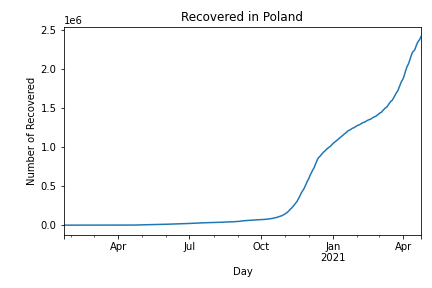 Recovered in Poland
1e6
2.5
2.0
1.5
1.0
0.5
0.0
Number of Recovered
Apr Jul Oct Jan Apr
2021
Day